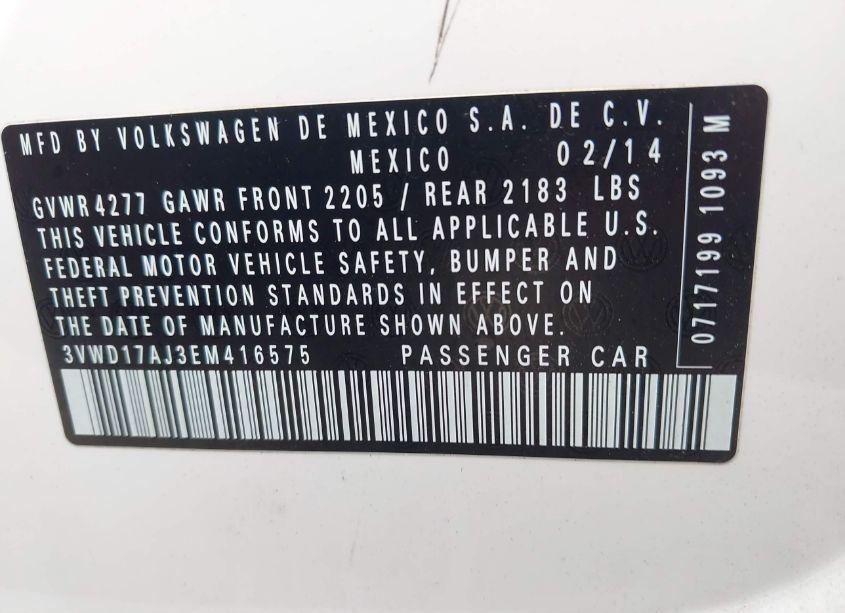 MFD BY VOLKSWAGEN DE MEXICO S.A. DE C.V.
MEXICO 02/14
GVWR 4277 GAWR FRONT 2205 / REAR 2183 LBS
THIS VEHICLE CONFORMS TO ALL APPLICABLE U.S.
FEDERAL MOTOR VEHICLE SAFETY, BUMPER AND
THEFT PREVENTION STANDARDS IN EFFECT ON
THE DATE OF MANUFACTURE SHOWN ABOVE.
3VWD17AJ3EM416575 PASSENGER CAR
0717199 1093 M